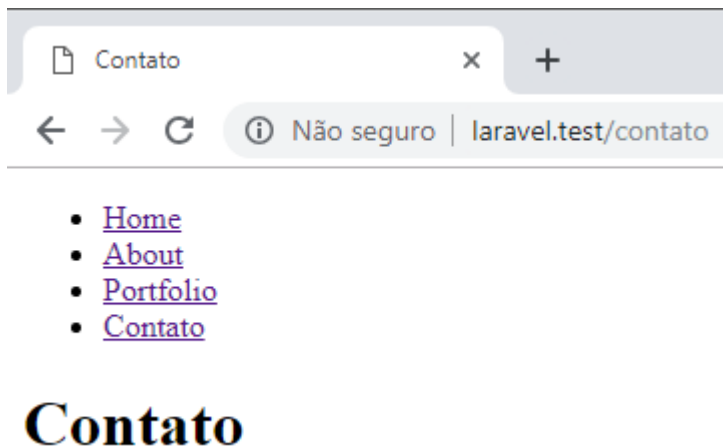 Contato
Não seguro | laravel.test/contato
Home
About
Portfolio
Contato
Contato